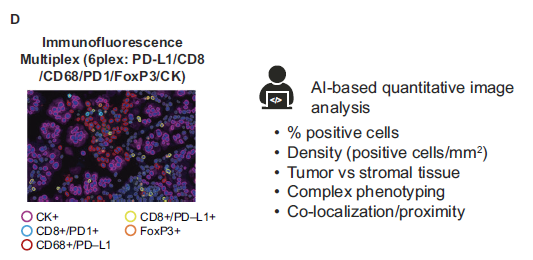 D
Immunofluorescence
Multiplex (6plex: PD-L1/CD8
/CD68/PD1/FoxP3/CK)
CK+
CD8+/PD1+
CD68+/PD–L1
CD8+/PD–L1+
FoxP3+
</>
AI-based quantitative image
analysis
• % positive cells
• Density (positive cells/mm²)
• Tumor vs stromal tissue
• Complex phenotyping
• Co-localization/proximity